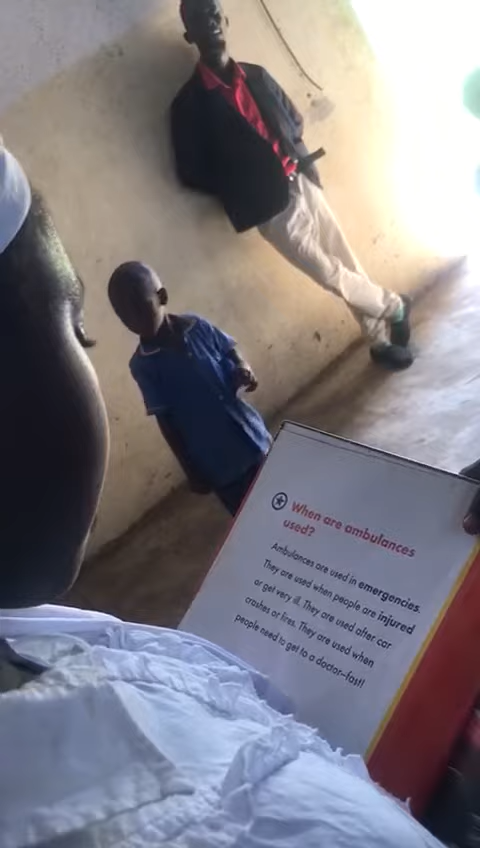 When are ambulances
used?
Ambulances are used in emergencies.
They are used when people are injured
or get very ill. They are used after car
crashes or fires. They are used when
people need to get to a doctor–fast!